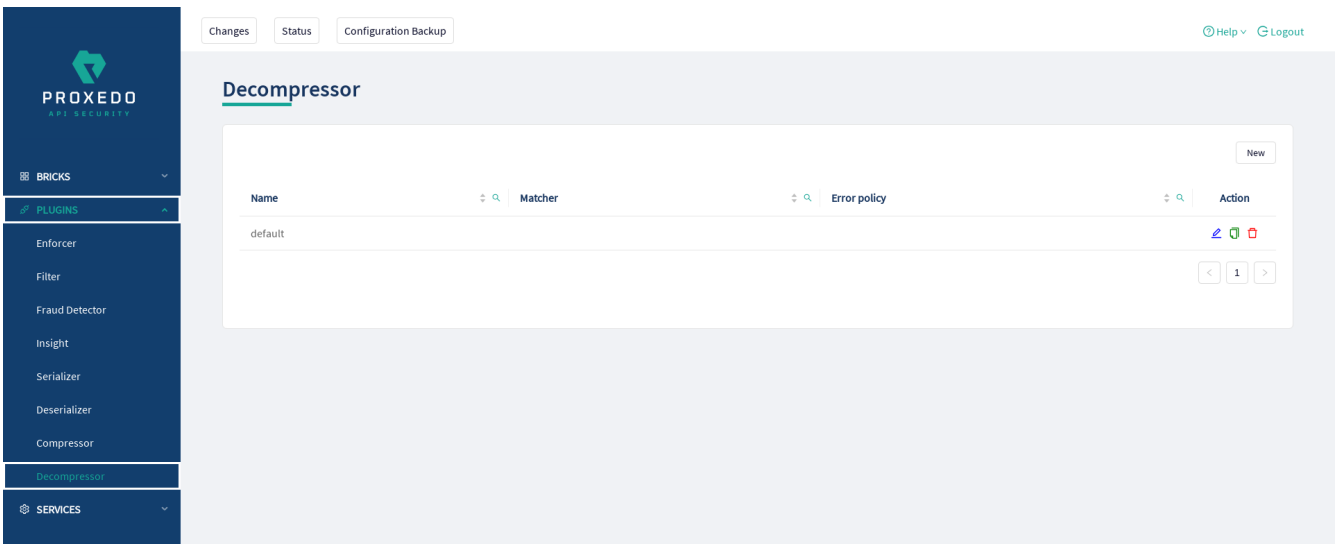 Changes Status Configuration Backup Help Logout
PROXEDO
API SECURITY
Decompressor
New
BRICKS
PLUGINS
Enforcer
Filter
Fraud Detector
Insight
Serializer
Deserializer
Compressor
Decompressor
SERVICES
Name Matcher Error policy Action
default
1